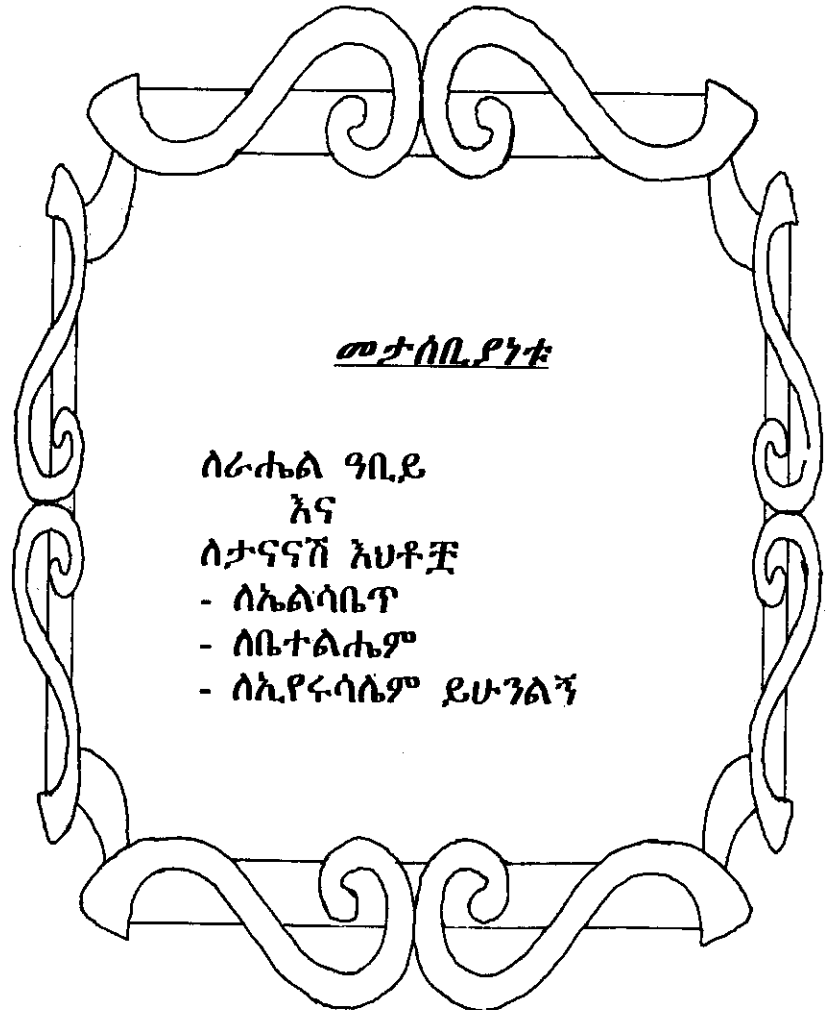 መታሰቢያነቱ
ለራሔል ዓቢይ
እና
ለታናናሽ እህቶቿ
- ለኤልሳቤጥ
- ለቤተልሔም
- ለኢየሩሳሌም ይሁንልኝ